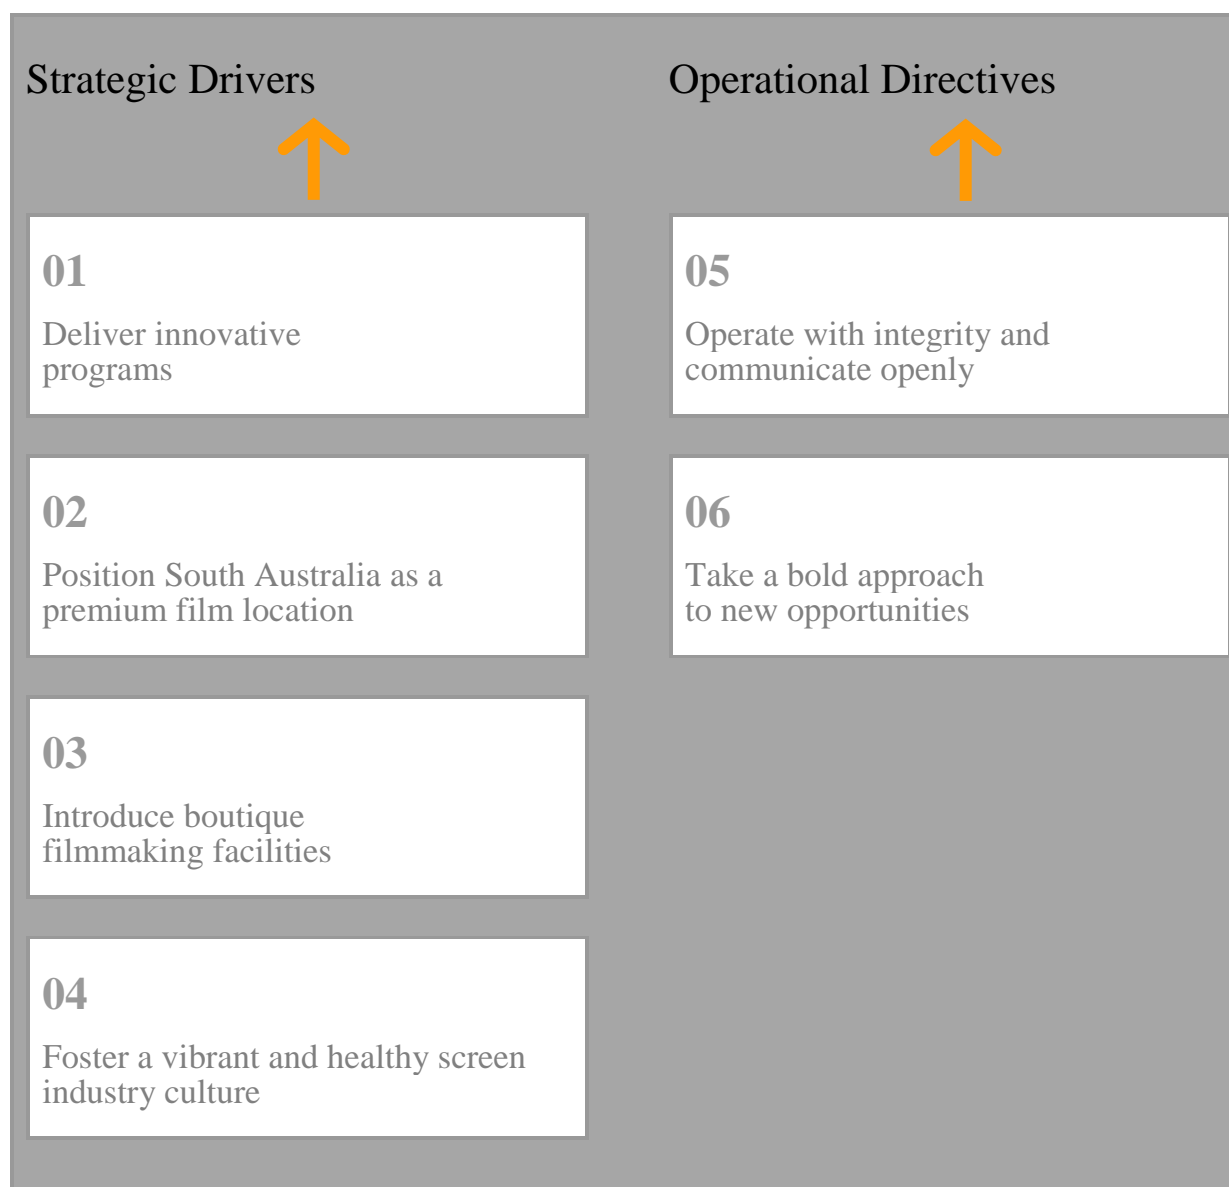 Strategic Drivers
01
Deliver innovative
programs
02
Position South Australia as a
premium film location
03
Introduce boutique
filmmaking facilities
04
Foster a vibrant and healthy screen
industry culture
Operational Directives
05
Operate with integrity and
communicate openly
06
Take a bold approach
to new opportunities